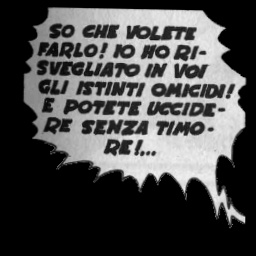 SO CHE VOLETE
FARLO! IO HO RI-
SVEGLIATO IN VOI
GLI ISTINTI OMICIDI!
E POTETE UCCIDE-
RE SENZA TIMO-
RE!...